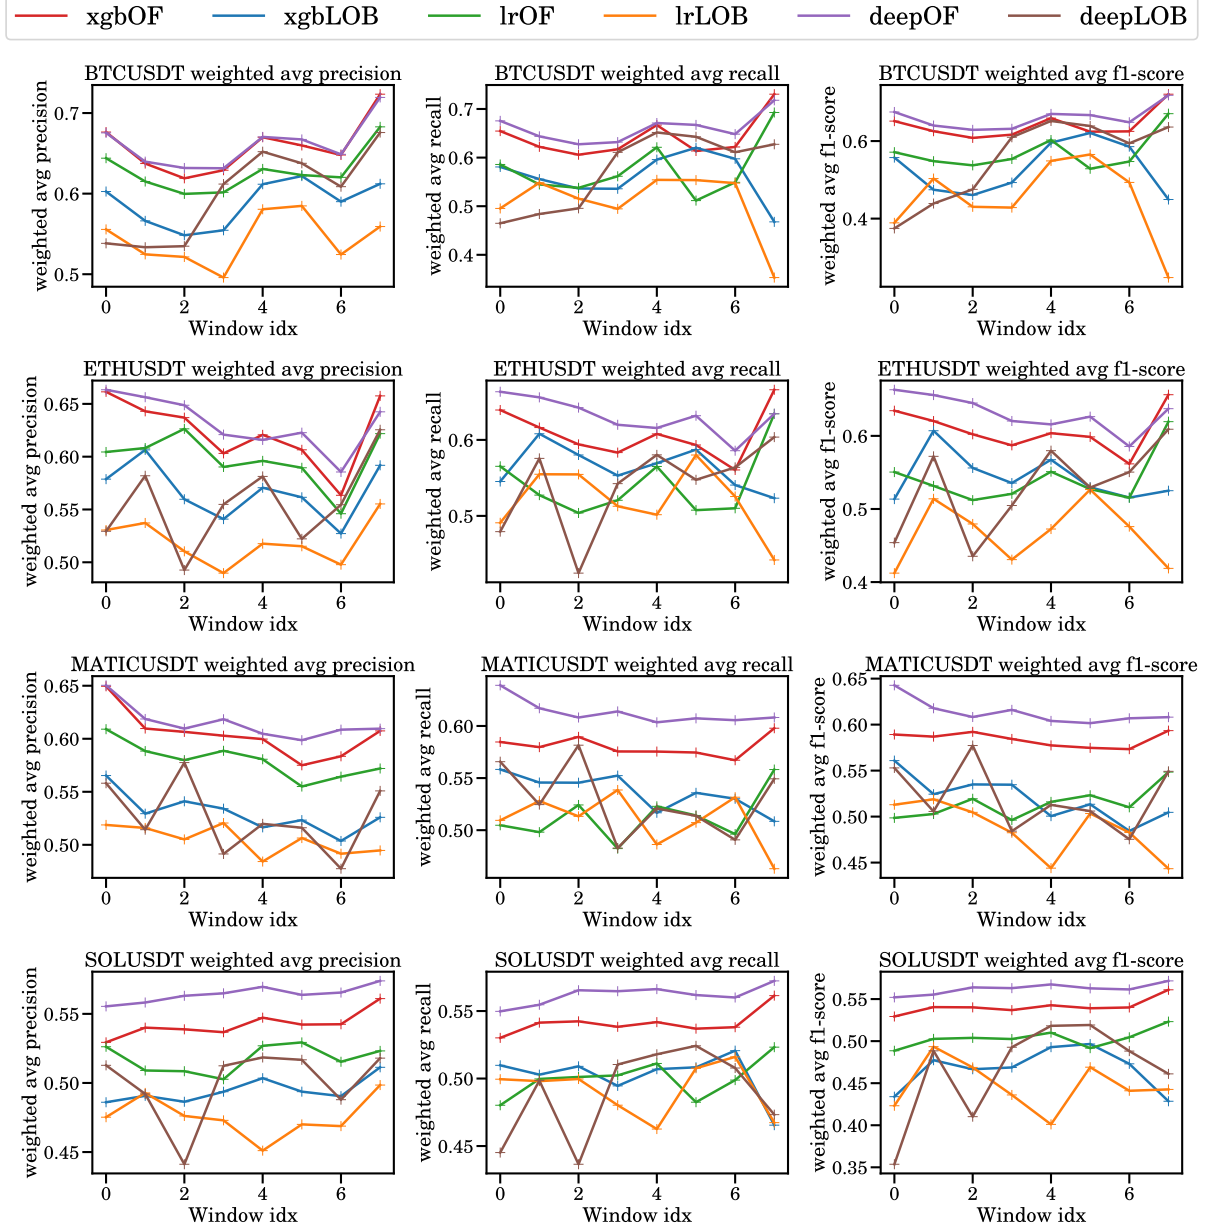 xgbOF xgbLOB lrOF lrLOB deepOF deepLOB
BTCUSDT weighted avg precision
weighted avg precision
0.7
0.6
0.5
0 2 4 6
Window idx
BTCUSDT weighted avg recall
weighted avg recall
0.7
0.6
0.5
0.4
0 2 4 6
Window idx
BTCUSDT weighted avg f1-score
weighted avg f1-score
0.6
0.4
0 2 4 6
Window idx
ETHUSDT weighted avg precision
weighted avg precision
0.65
0.60
0.55
0.50
0 2 4 6
Window idx
ETHUSDT weighted avg recall
weighted avg recall
0.6
0.5
0 2 4 6
Window idx
ETHUSDT weighted avg f1-score
weighted avg f1-score
0.6
0.5
0.4
0 2 4 6
Window idx
MATICUSDT weighted avg precision
weighted avg precision
0.65
0.60
0.55
0.50
0 2 4 6
Window idx
MATICUSDT weighted avg recall
weighted avg recall
0.60
0.55
0.50
0 2 4 6
Window idx
MATICUSDT weighted avg f1-score
weighted avg f1-score
0.65
0.60
0.55
0.50
0.45
0 2 4 6
Window idx
SOLUSDT weighted avg precision
weighted avg precision
0.55
0.50
0.45
0 2 4 6
Window idx
SOLUSDT weighted avg recall
weighted avg recall
0.55
0.50
0.45
0 2 4 6
Window idx
SOLUSDT weighted avg f1-score
weighted avg f1-score
0.55
0.50
0.45
0.40
0.35
0 2 4 6
Window idx